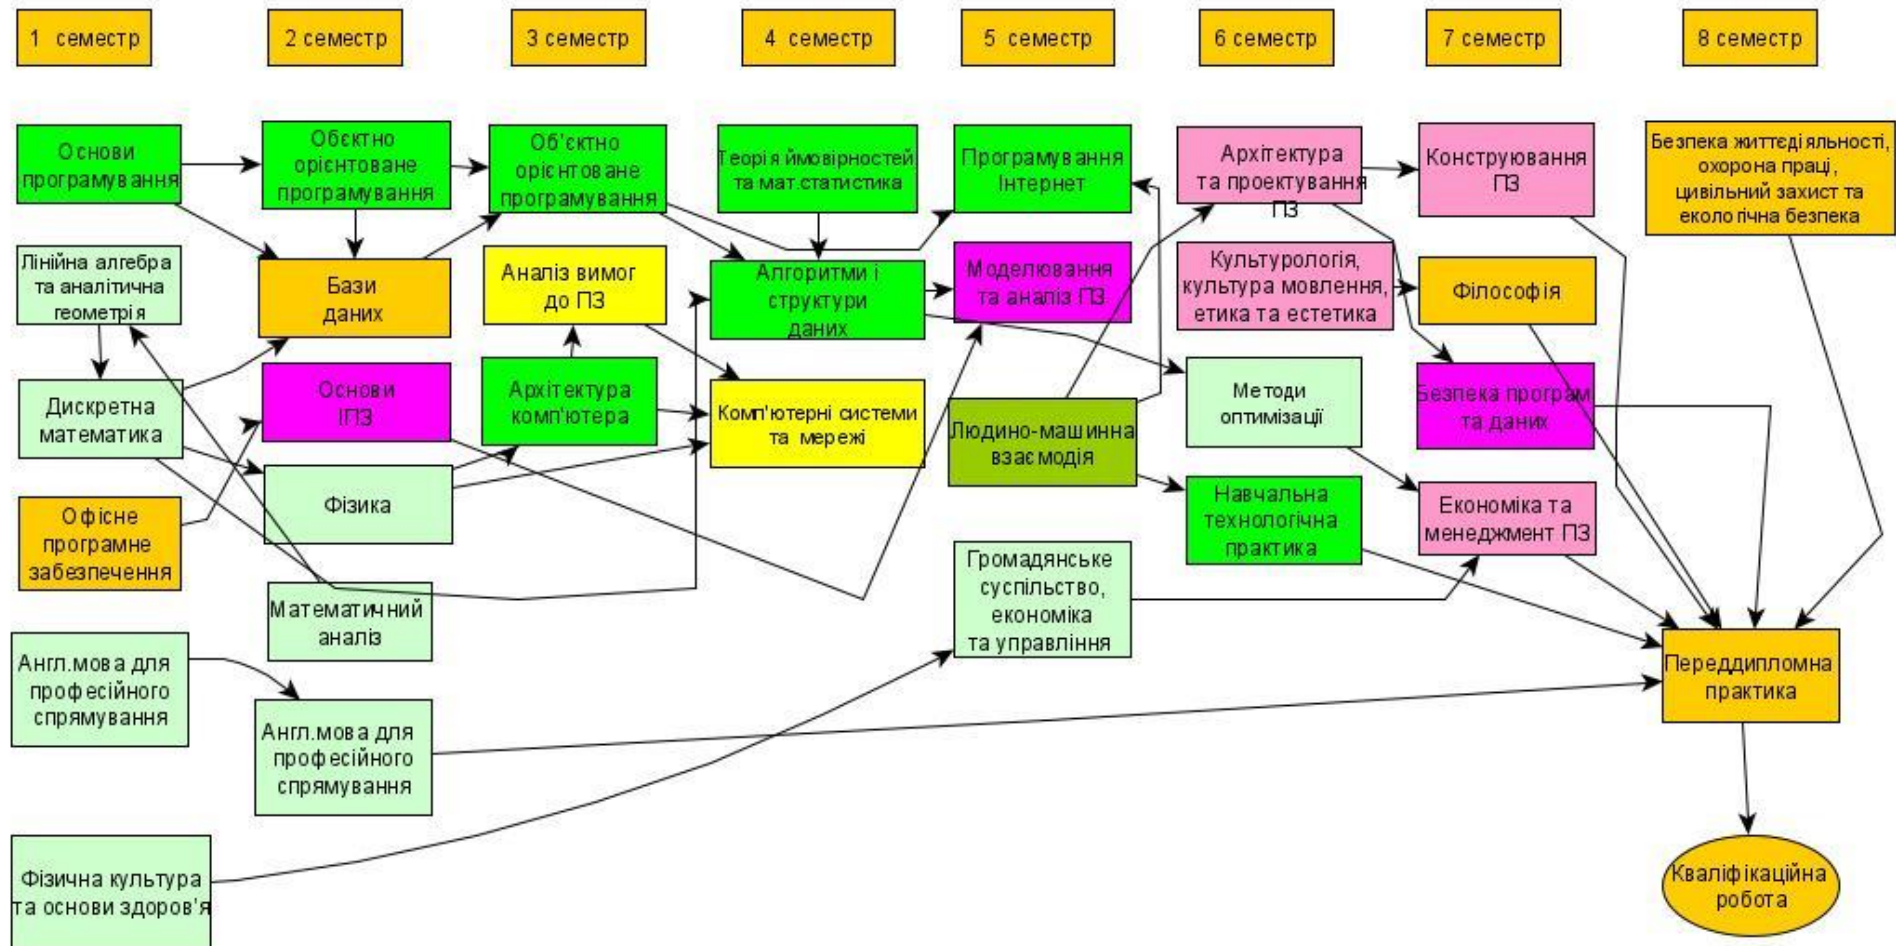 1 семестр
2 семестр
3 семестр
4 семестр
5 семестр
6 семестр
7 семестр
8 семестр
Основи
програмування
Лінійна алгебра
та аналітична
геометрія
Дискретна
математика
Офісне
програмне
забезпечення
Англ.мова для
професійного
спрямування
Фізична культура
та основи здоров'я
Обєктно
орієнтоване
програмування
Бази
даних
Основи
ІПЗ
Фізика
Математичний
аналіз
Англ.мова для
професійного
спрямування
Об'єктно
орієнтоване
програмування
Аналіз вимог
до ПЗ
Архітектура
комп'ютера
Теорія ймовірностей
та мат.статистика
Алгоритми і
структури
даних
Комп'ютерні системи
та мережі
Програмування
Інтернет
Моделювання
та аналіз ПЗ
Людино-машинна
взаємодія
Громадянське
суспільство,
економіка
та управління
Архітектура
та проектування
ПЗ
Культурологія,
культура мовлення,
етика та естетика
Методи
оптимізації
Навчальна
технологічна
практика
Конструювання
ПЗ
Філософія
Безпека програм
та даних
Економіка та
менеджмент ПЗ
Безпека життєдіяльності,
охорона праці,
цивільний захист та
екологічна безпека
Переддипломна
практика
Кваліфікаційна
робота